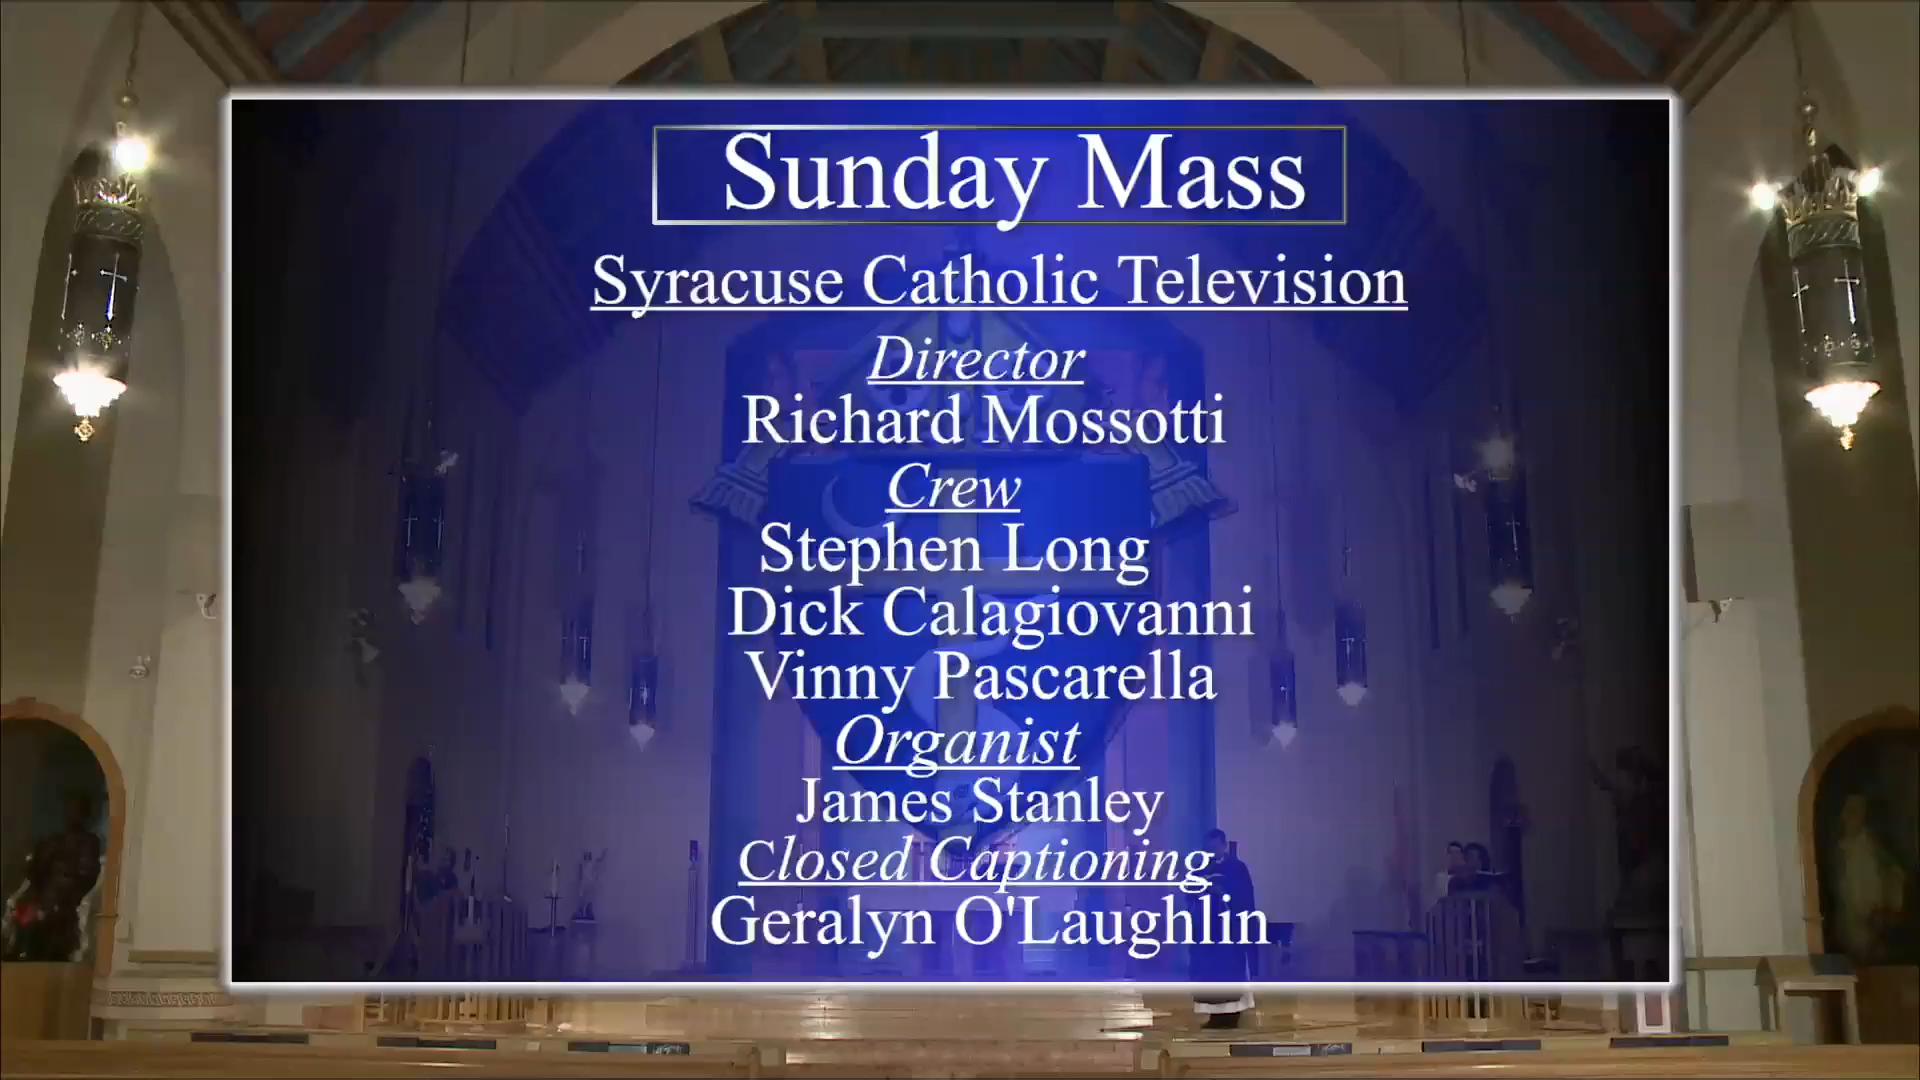 Sunday Mass
Syracuse Catholic Television
Director
Richard Mossotti
Crew
Stephen Long
Dick Calagiovanni
Vinny Pascarella
Organist
James Stanley
Closed Captioning
Geralyn O'Laughlin